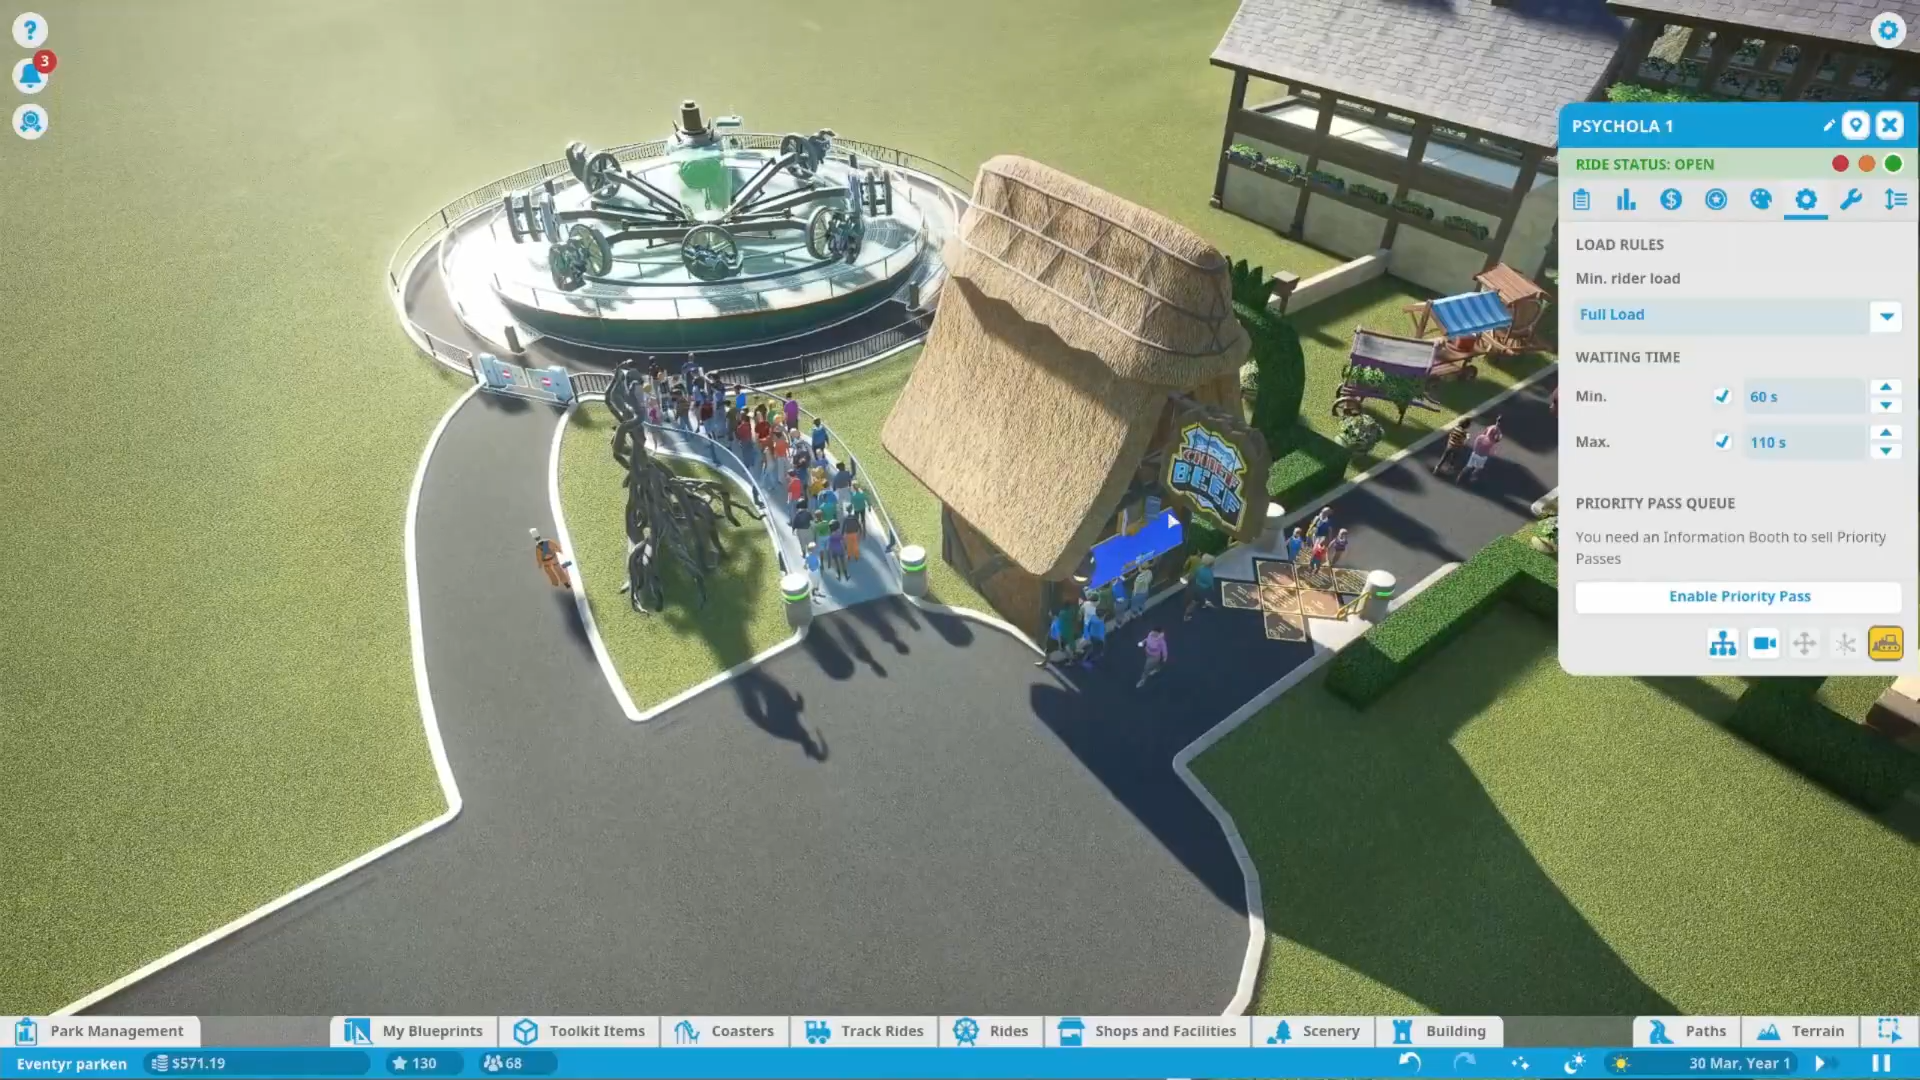 ?
3
PSYCHOLA 1
RIDE STATUS: OPEN
LOAD RULES
Min. rider load
Full Load
WAITING TIME
Min.
60 s
Max.
110 s
PRIORITY PASS QUEUE
You need an Information Booth to sell Priority
Passes
Enable Priority Pass
CHIEF
BEEF
Park Management
My Blueprints
Toolkit Items
Coasters
Track Rides
Rides
Shops and Facilities
Scenery
Building
Paths
Terrain
Eventyr parken
$571.19
130
68
30 Mar, Year 1